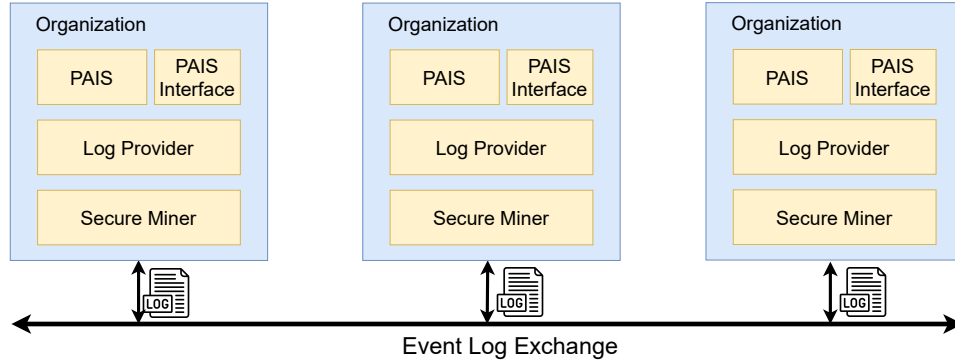 Organization
PAIS
PAIS
Interface
Log Provider
Secure Miner
LOG
Organization
PAIS
PAIS
Interface
Log Provider
Secure Miner
LOG
Organization
PAIS
PAIS
Interface
Log Provider
Secure Miner
LOG
Event Log Exchange